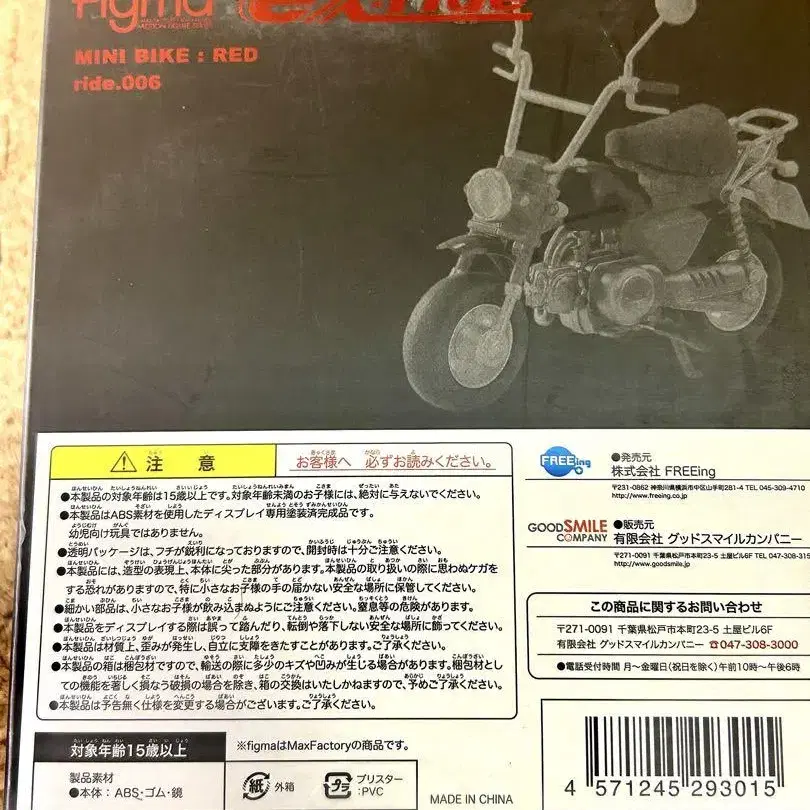 figma
ex:ride
MINI BIKE : RED
ride.006
注 意
お客様へ 必ずお読みください。
●本製品の対象年齢は15歳以上です。対象年齢未満のお子様には、絶対に与えないでください。
●本製品はABS素材を使用したディスプレイ専用塗装済完成品です。
幼児向け玩具ではありません。
●透明パッケージは、フチが鋭利になっておりますので、開封時は十分ご注意ください。
●本製品には、造型の表現上、本体に尖った部分があります。本製品の取り扱いの際に思わぬケガを
する恐れがありますので、特に小さなお子様の手の届かない安全な場所に保管してください。
●細かい部品は、小さなお子様が飲み込まぬようにご注意ください。窒息等の危険があります。
●本製品をディスプレイする際は誤って踏んだり、転倒や落下しない安全な場所に飾ってください。
●本製品は材質上、歪みが発生し、自立に支障をきたすことがあります。ご了承ください。
●本製品の箱は梱包材ですので、輸送の際に多少のキズや凹みが生じる場合があります。梱包材とし
ての機能を著しく損なう破損の場合を除き、箱の交換はいたしかねますので、予めご了承ください。
●本製品は予告無く仕様を変更する場合がございます。ご了承ください。
対象年齢15歳以上
※figmaはMaxFactoryの商品です。
製品素材
●本体：ABS・ゴム・鏡
紙
外箱
プラ
ブリスター
:PVC
MADE IN CHINA
FREEing
●発売元
株式会社 FREEing
〒231-0862 神奈川県横浜市中区山手町281-4 TEL 045-309-4710
http://www.freeing.co.jp
GOODSMILE
COMPANY
●販売元
有限会社 グッドスマイルカンパニー
〒271-0091 千葉県松戸市本町23-5 土屋ビル6F TEL 047-308
http://www.goodsmile.jp
この商品に関するお問い合わせ
〒271-0091 千葉県松戸市本町23-5 土屋ビル6F
有限会社 グッドスマイルカンパニー ☎047-308-3000
●電話受付時間 月〜金曜日(祝日を除く)午前10時〜午後6時
4 571245 293015